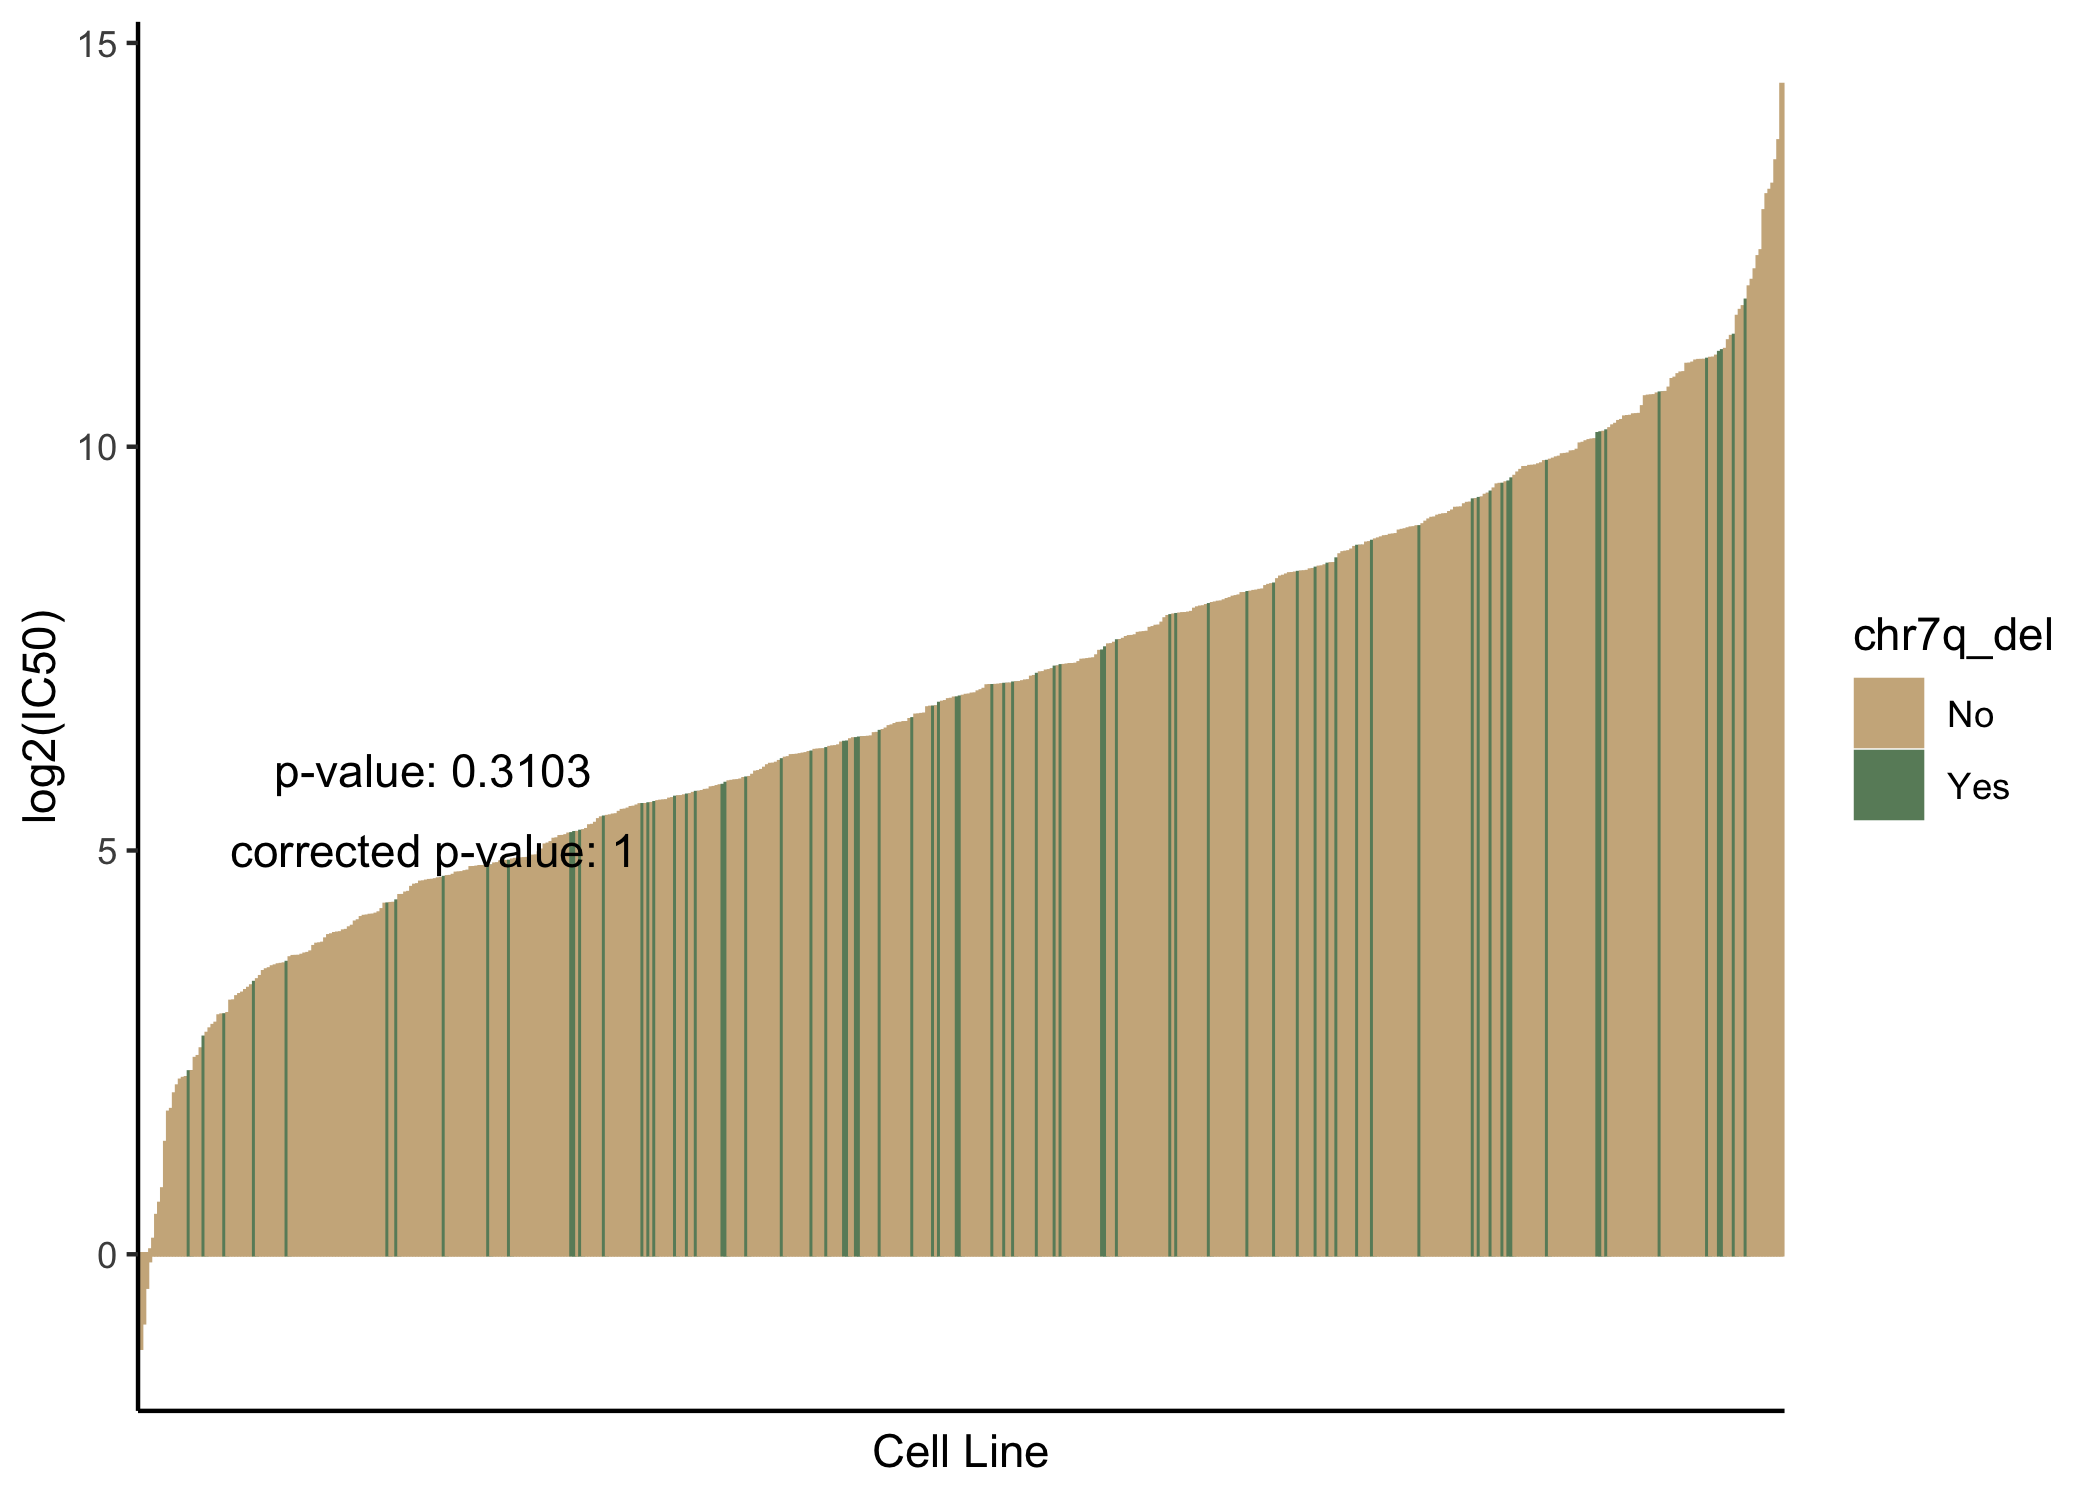 15
10
5
0
log2(IC50)
p-value: 0.3103
corrected p-value: 1
Cell Line
chr7q_del
No
Yes